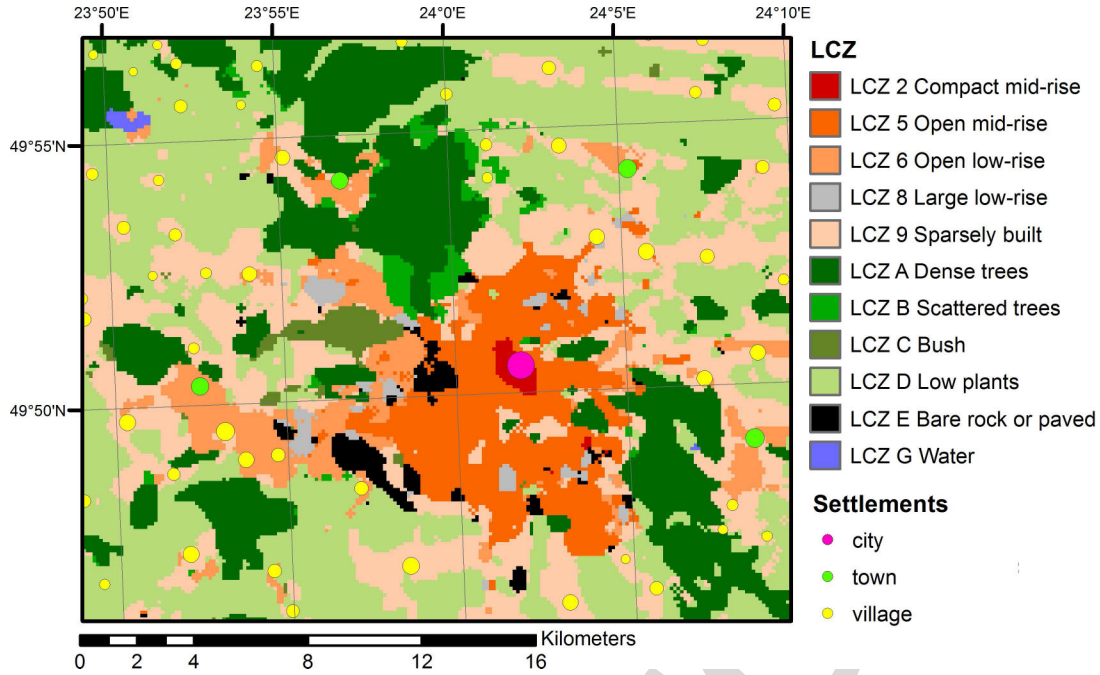 23°50'E 23°55'E 24°0'E 24°5'E 24°10'E
49°55'N
49°50'N
LCZ
LCZ 2 Compact mid-rise
LCZ 5 Open mid-rise
LCZ 6 Open low-rise
LCZ 8 Large low-rise
LCZ 9 Sparsely built
LCZ A Dense trees
LCZ B Scattered trees
LCZ C Bush
LCZ D Low plants
LCZ E Bare rock or paved
LCZ G Water
Settlements
city
town
village
Kilometers
0 2 4 8 12 16